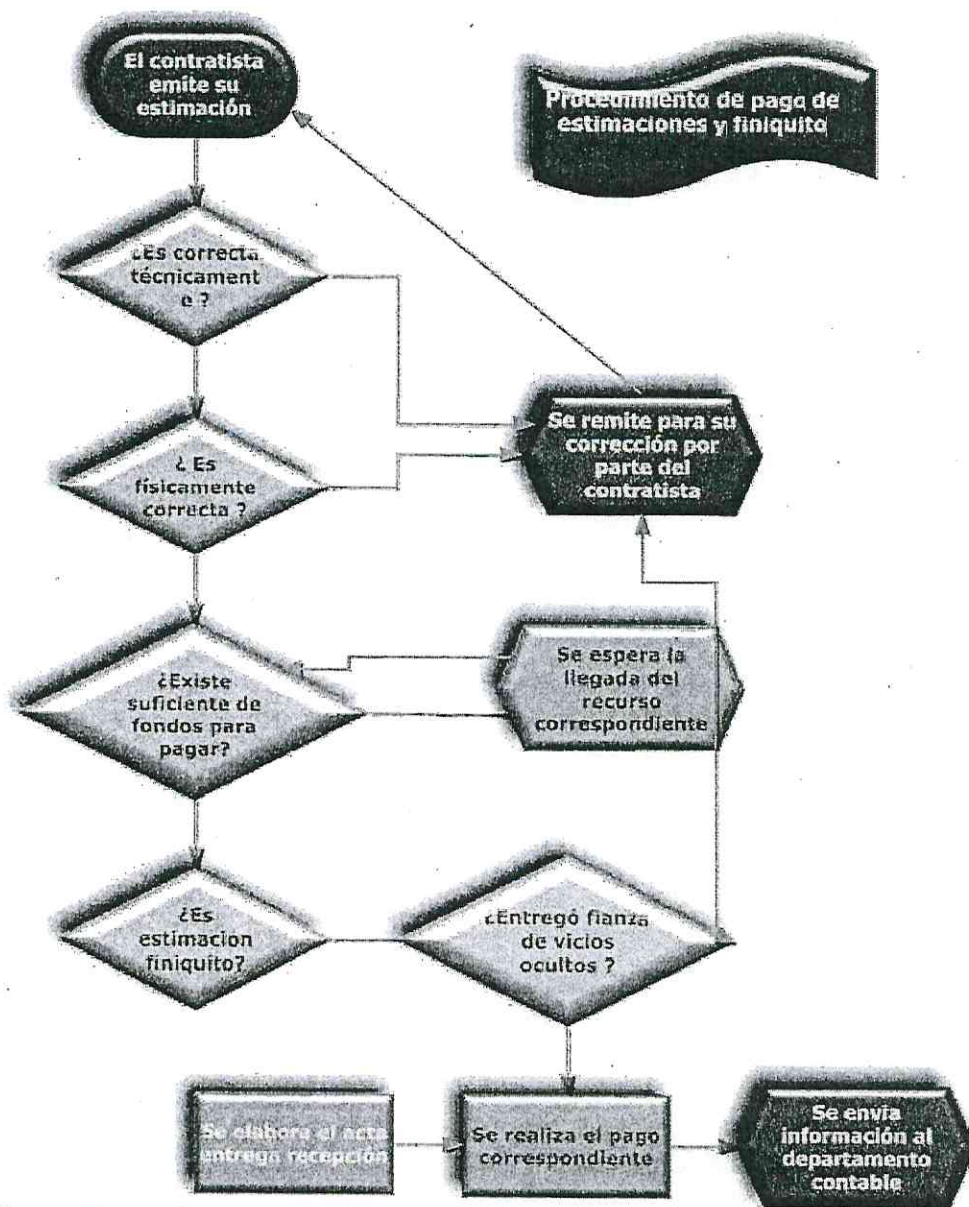 El contratista
emite su
estimación
Procedimiento de pago de
estimaciones y finiquito
¿Es correcta
técnicament
e ?
¿ Es
físicamente
correcta ?
Se remite para su
corrección por
parte del
contratista
¿Existe
suficiente de
fondos para
pagar?
Se espera la
llegada del
recurso
correspondiente
¿Es
estimacion
finiquito?
¿Entregó fianza
de vicios
ocultos ?
Se elabora el acta
entrega recepción
Se realiza el pago
correspondiente
Se envía
información al
departamento
contable